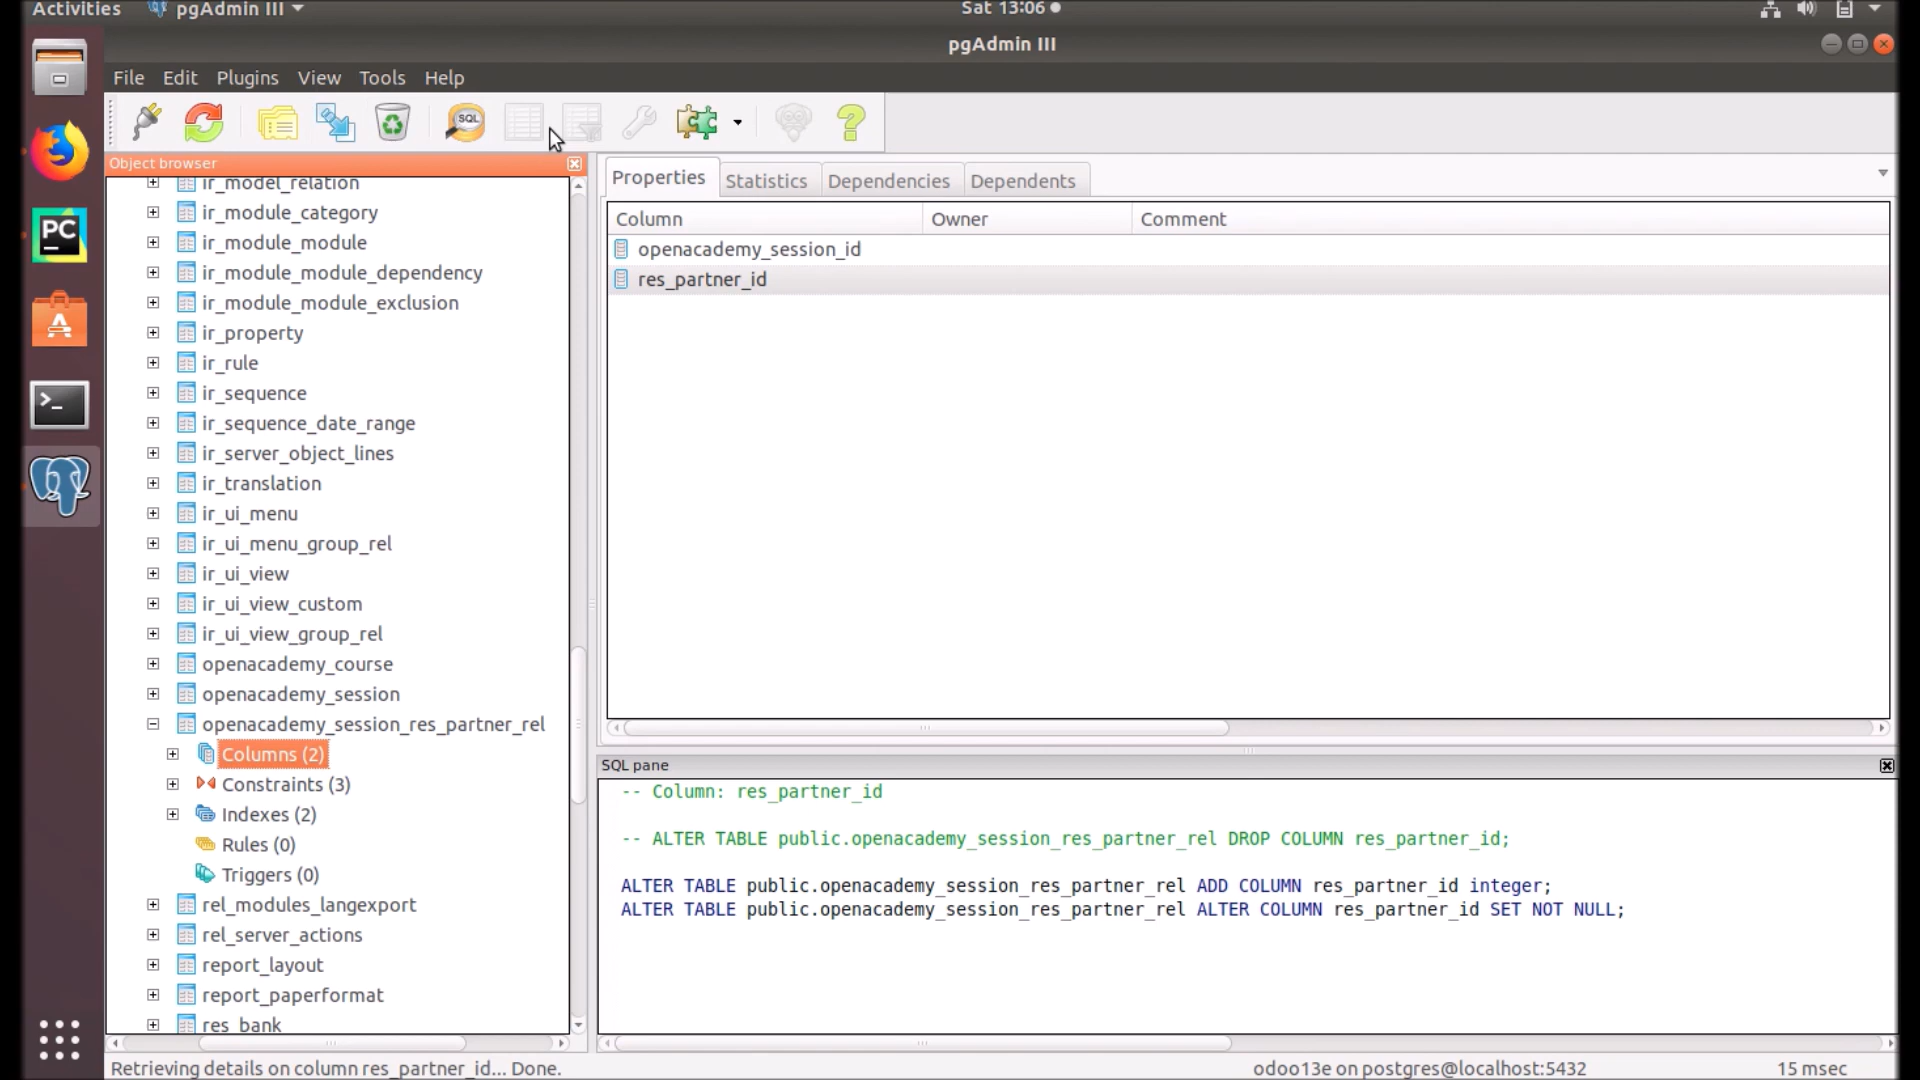 Activities pgAdmin III Sat 13:06
pgAdmin III
File Edit Plugins View Tools Help
SQL
Object browser
Properties Statistics Dependencies Dependents
Column Owner Comment
openacademy_session_id
res_partner_id
ir_model_relation
ir_module_category
ir_module_module
ir_module_module_dependency
ir_module_module_exclusion
ir_property
ir_rule
ir_sequence
ir_sequence_date_range
ir_server_object_lines
ir_translation
ir_ui_menu
ir_ui_menu_group_rel
ir_ui_view
ir_ui_view_custom
ir_ui_view_group_rel
openacademy_course
openacademy_session
openacademy_session_res_partner_rel
Columns (2)
Constraints (3)
Indexes (2)
Rules (0)
Triggers (0)
rel_modules_langexport
rel_server_actions
report_layout
report_paperformat
res_bank
SQL pane
-- Column: res_partner_id
-- ALTER TABLE public.openacademy_session_res_partner_rel DROP COLUMN res_partner_id;
ALTER TABLE public.openacademy_session_res_partner_rel ADD COLUMN res_partner_id integer;
ALTER TABLE public.openacademy_session_res_partner_rel ALTER COLUMN res_partner_id SET NOT NULL;
Retrieving details on column res_partner_id... Done. odoo13e on postgres@localhost:5432 15 msec
PC